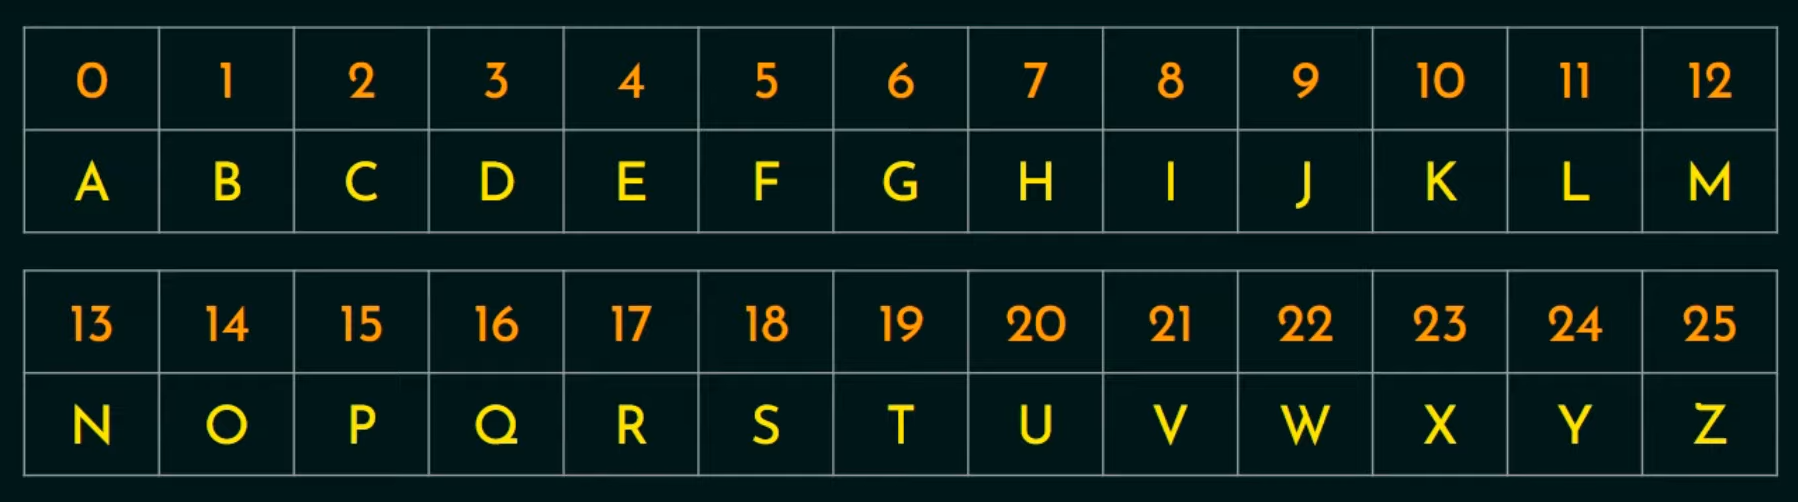 0 1 2 3 4 5 6 7 8 9 10 11 12
A B C D E F G H I J K L M
13 14 15 16 17 18 19 20 21 22 23 24 25
N O P Q R S T U V W X Y Z